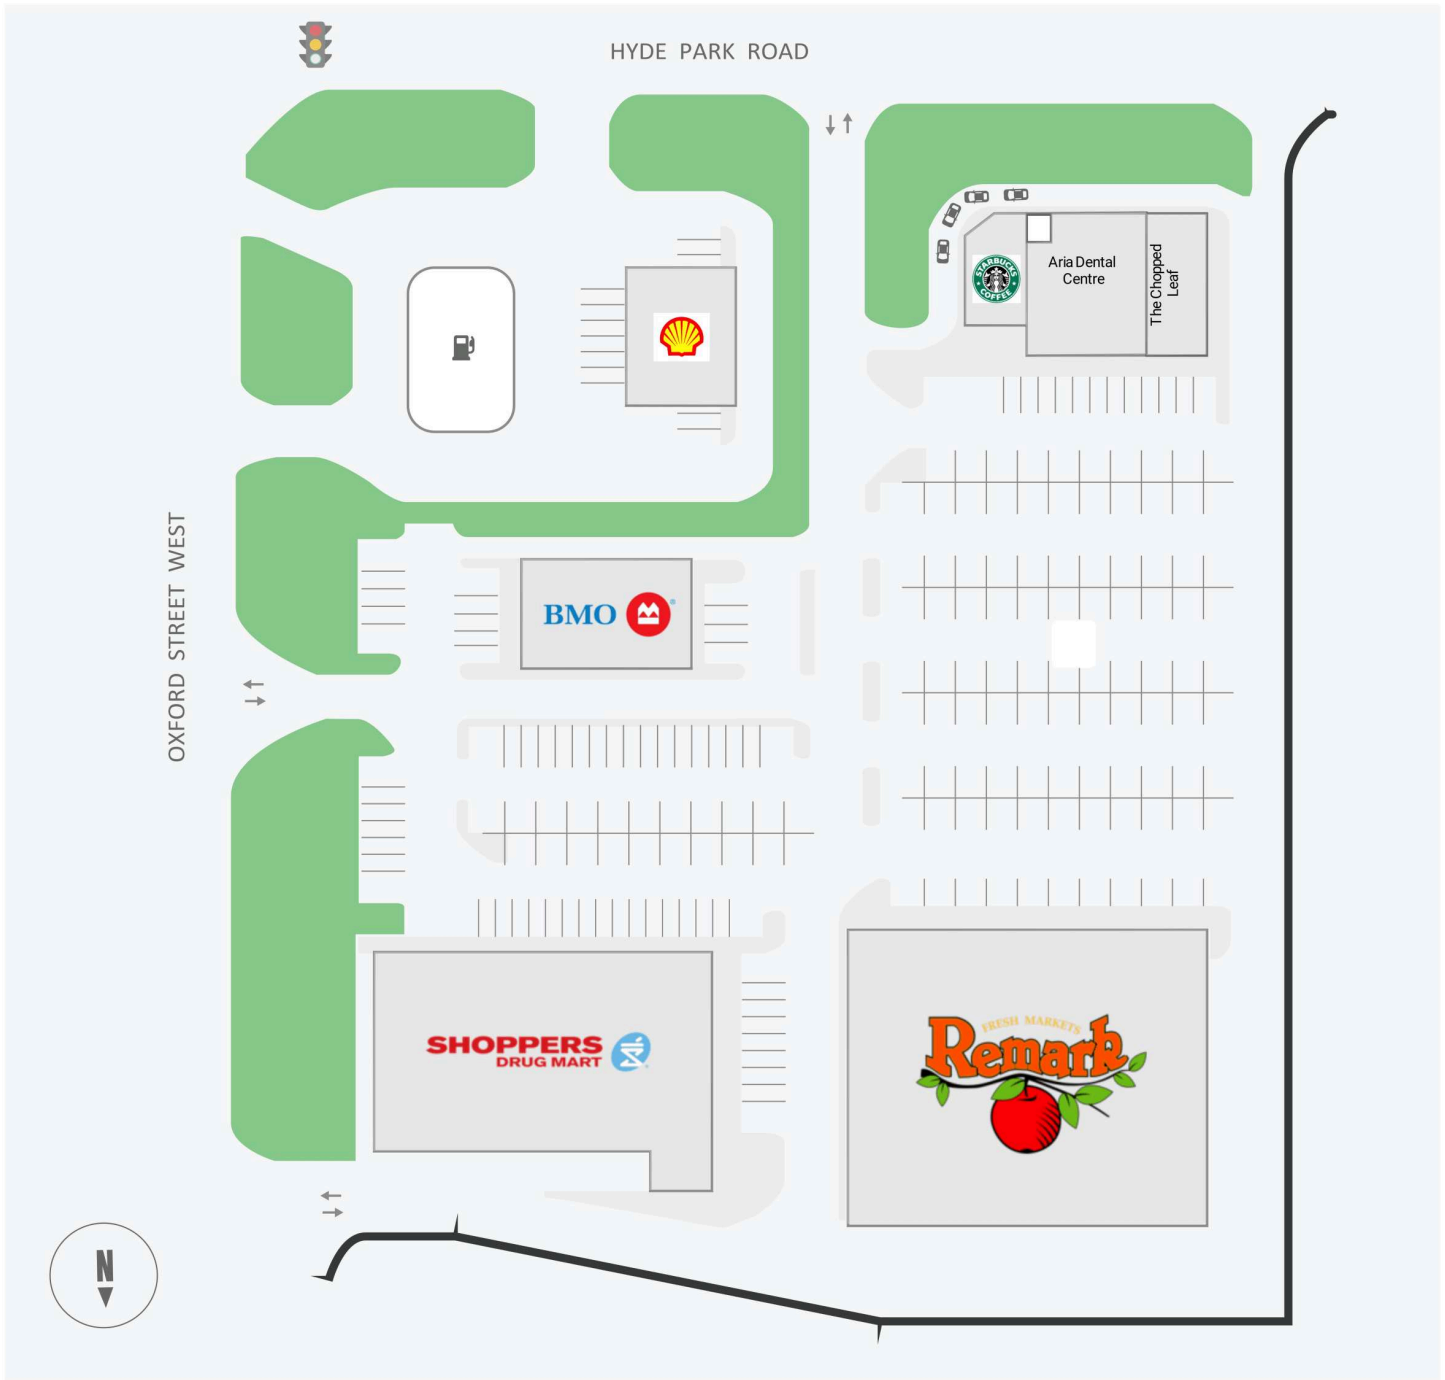 HYDE PARK ROAD
STARBUCKS
COFFEE
Aria Dental
Centre
The Chopped
Leaf
OXFORD STREET WEST
BMO
SHOPPERS
DRUG MART
FRESH MARKETS
Remark
N